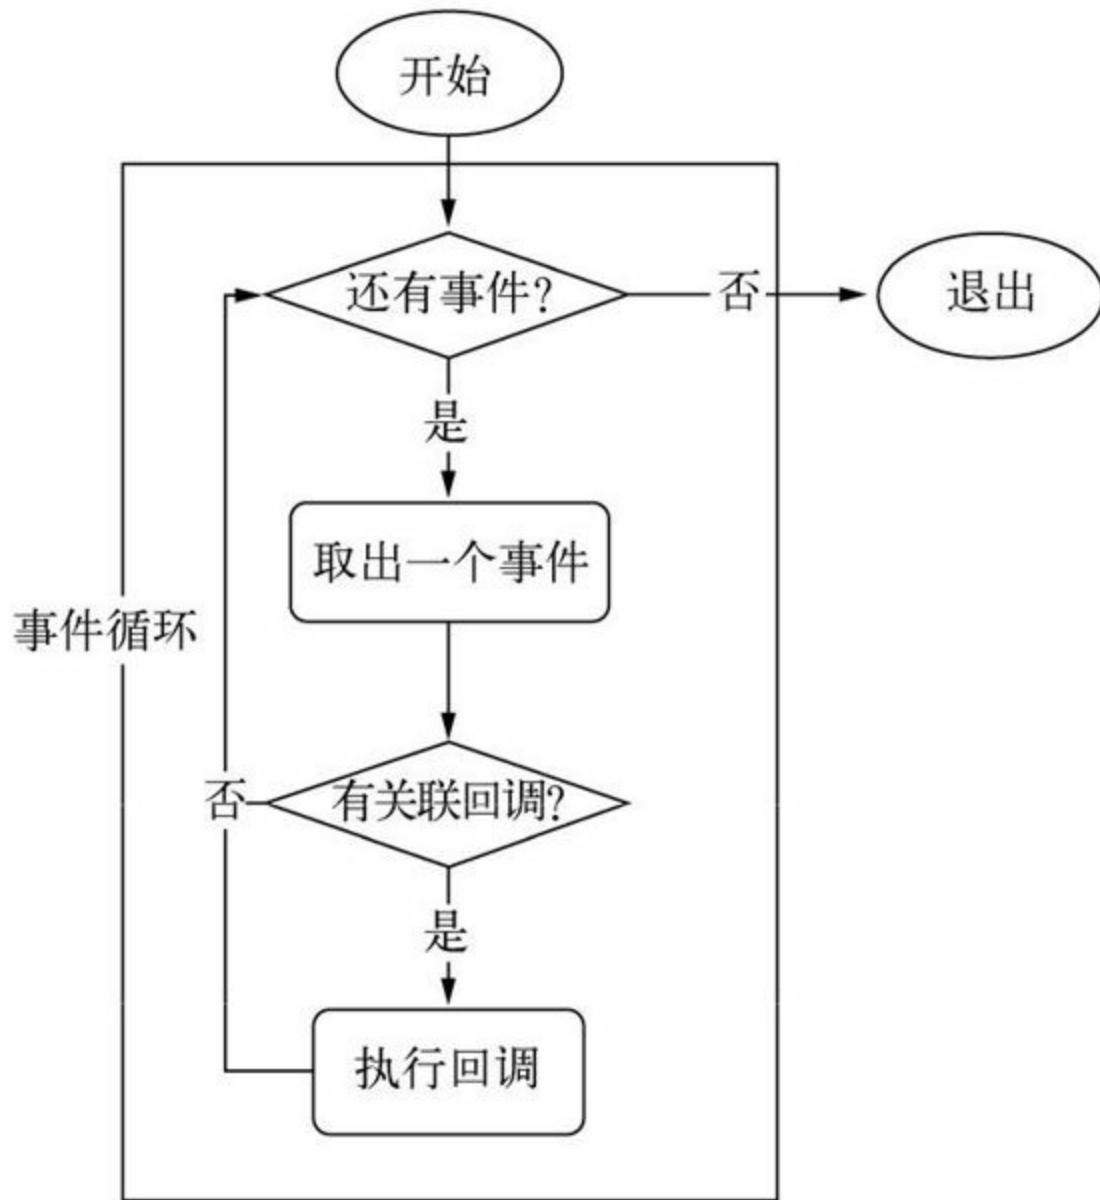 开始
还有事件?
否
退出
是
取出一个事件
事件循环
有关联回调?
否
是
执行回调